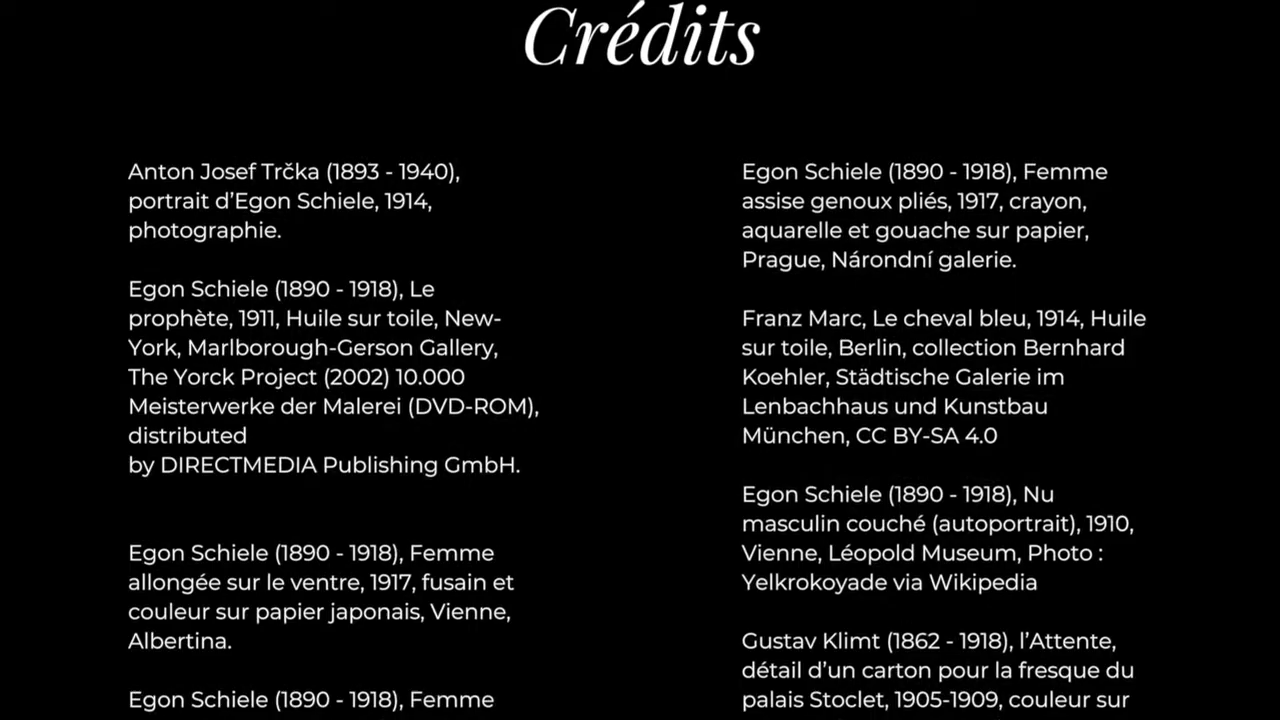 Crédits
Anton Josef Trčka (1893 - 1940),
portrait d’Egon Schiele, 1914,
photographie.
Egon Schiele (1890 - 1918), Le
prophète, 1911, Huile sur toile, New-
York, Marlborough-Gerson Gallery,
The Yorck Project (2002) 10.000
Meisterwerke der Malerei (DVD-ROM),
distributed
by DIRECTMEDIA Publishing GmbH.
Egon Schiele (1890 - 1918), Femme
allongée sur le ventre, 1917, fusain et
couleur sur papier japonais, Vienne,
Albertina.
Egon Schiele (1890 - 1918), Femme
Egon Schiele (1890 - 1918), Femme
assise genoux pliés, 1917, crayon,
aquarelle et gouache sur papier,
Prague, Nárondní galerie.
Franz Marc, Le cheval bleu, 1914, Huile
sur toile, Berlin, collection Bernhard
Koehler, Städtische Galerie im
Lenbachhaus und Kunstbau
München, CC BY-SA 4.0
Egon Schiele (1890 - 1918), Nu
masculin couché (autoportrait), 1910,
Vienne, Léopold Museum, Photo :
Yelkrokoyade via Wikipedia
Gustav Klimt (1862 - 1918), l’Attente,
détail d’un carton pour la fresque du
palais Stoclet, 1905-1909, couleur sur